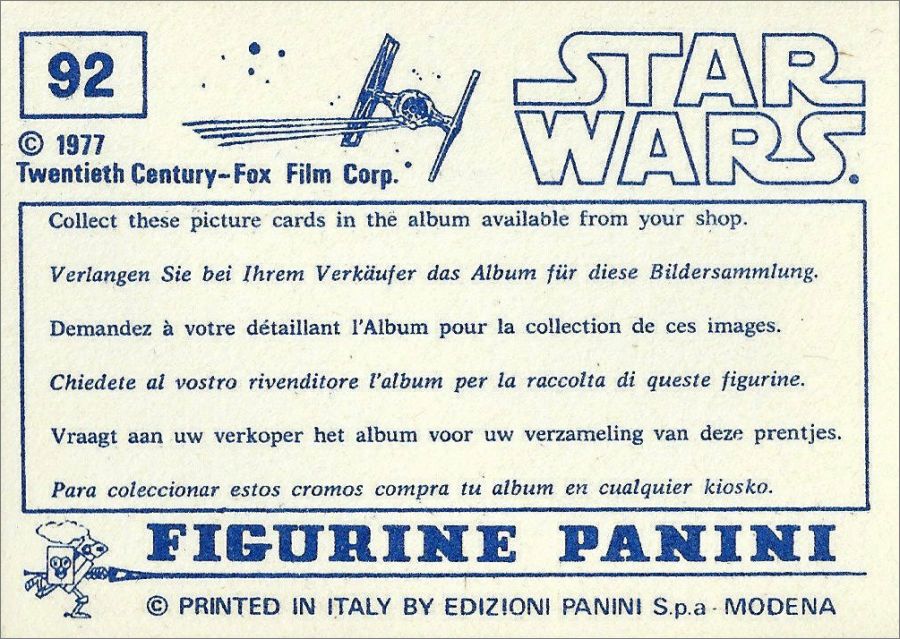 92
© 1977
Twentieth Century-Fox Film Corp.
STAR
WARS.
Collect these picture cards in the album available from your shop.
Verlangen Sie bei Ihrem Verkäufer das Album für diese Bildersammlung.
Demandez à votre détaillant l'Album pour la collection de ces images.
Chiedete al vostro rivenditore l'album per la raccolta di queste figurine.
Vraagt aan uw verkoper het album voor uw verzameling van deze prentjes.
Para coleccionar estos cromos compra tu album en cualquier kiosko.
FIGURINE PANINI
© PRINTED IN ITALY BY EDIZIONI PANINI S.p.a - MODENA